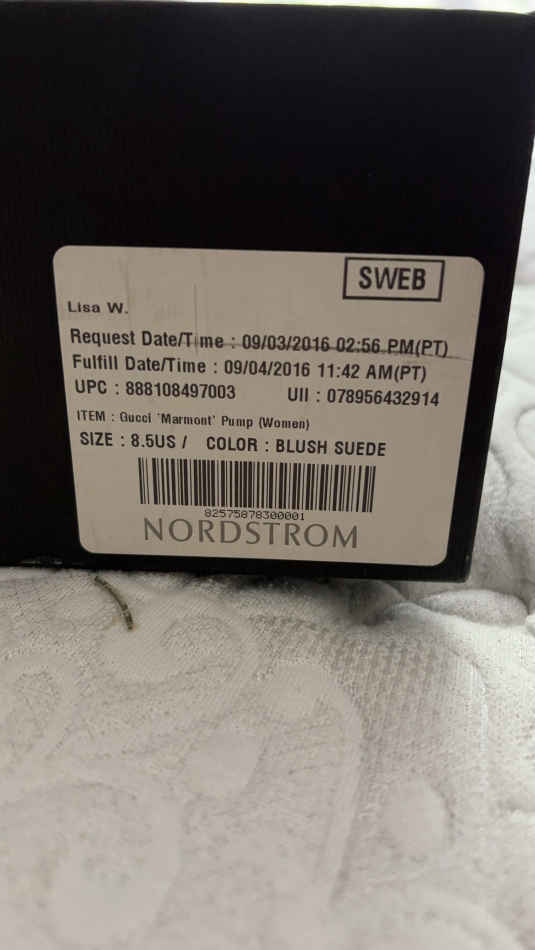 SWEB
Lisa W.
Request Date/Time : 09/03/2016 02:56 PM(PT)
Fulfill Date/Time : 09/04/2016 11:42 AM(PT)
UPC : 888108497003 UII : 078956432914
ITEM : Gucci 'Marmont' Pump (Women)
SIZE : 8.5US / COLOR : BLUSH SUEDE
82575878300001
NORDSTROM